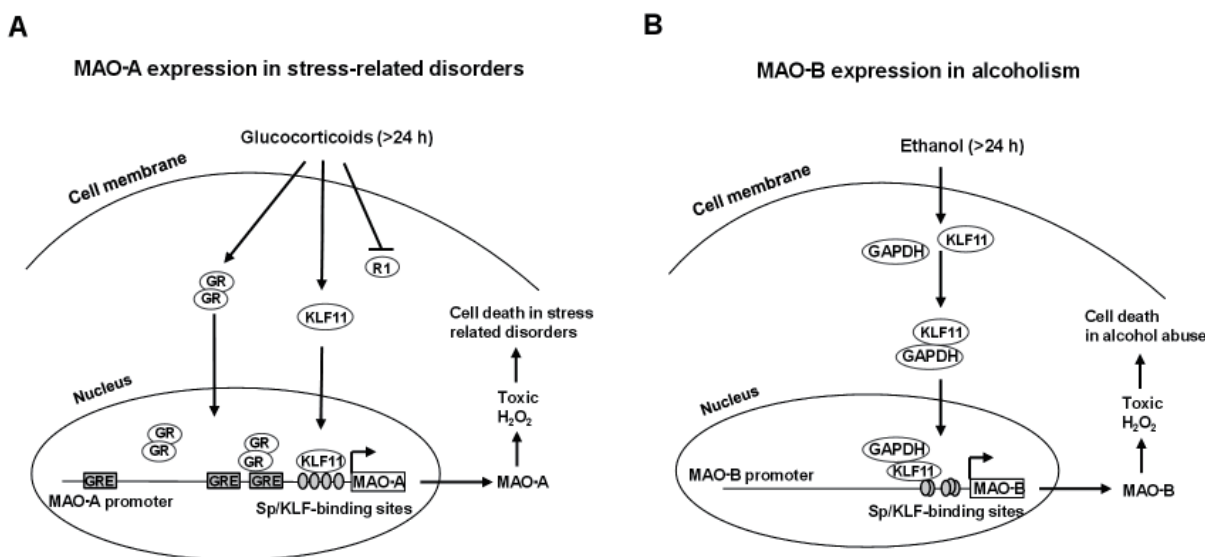 A
MAO-A expression in stress-related disorders
Glucocorticoids (>24 h)
Cell membrane
R1
GR
GR
KLF11
Cell death in stress
related disorders
Nucleus
Toxic
H₂O₂
GR
GR
GR
GR
KLF11
GRE
GRE
GRE
MAO-A
MAO-A
MAO-A promoter
Sp/KLF-binding sites
B
MAO-B expression in alcoholism
Ethanol (>24 h)
Cell membrane
GAPDH
KLF11
KLF11
GAPDH
Cell death
in alcohol abuse
Nucleus
Toxic
H₂O₂
GAPDH
KLF11
MAO-B promoter
MAO-B
MAO-B
Sp/KLF-binding sites